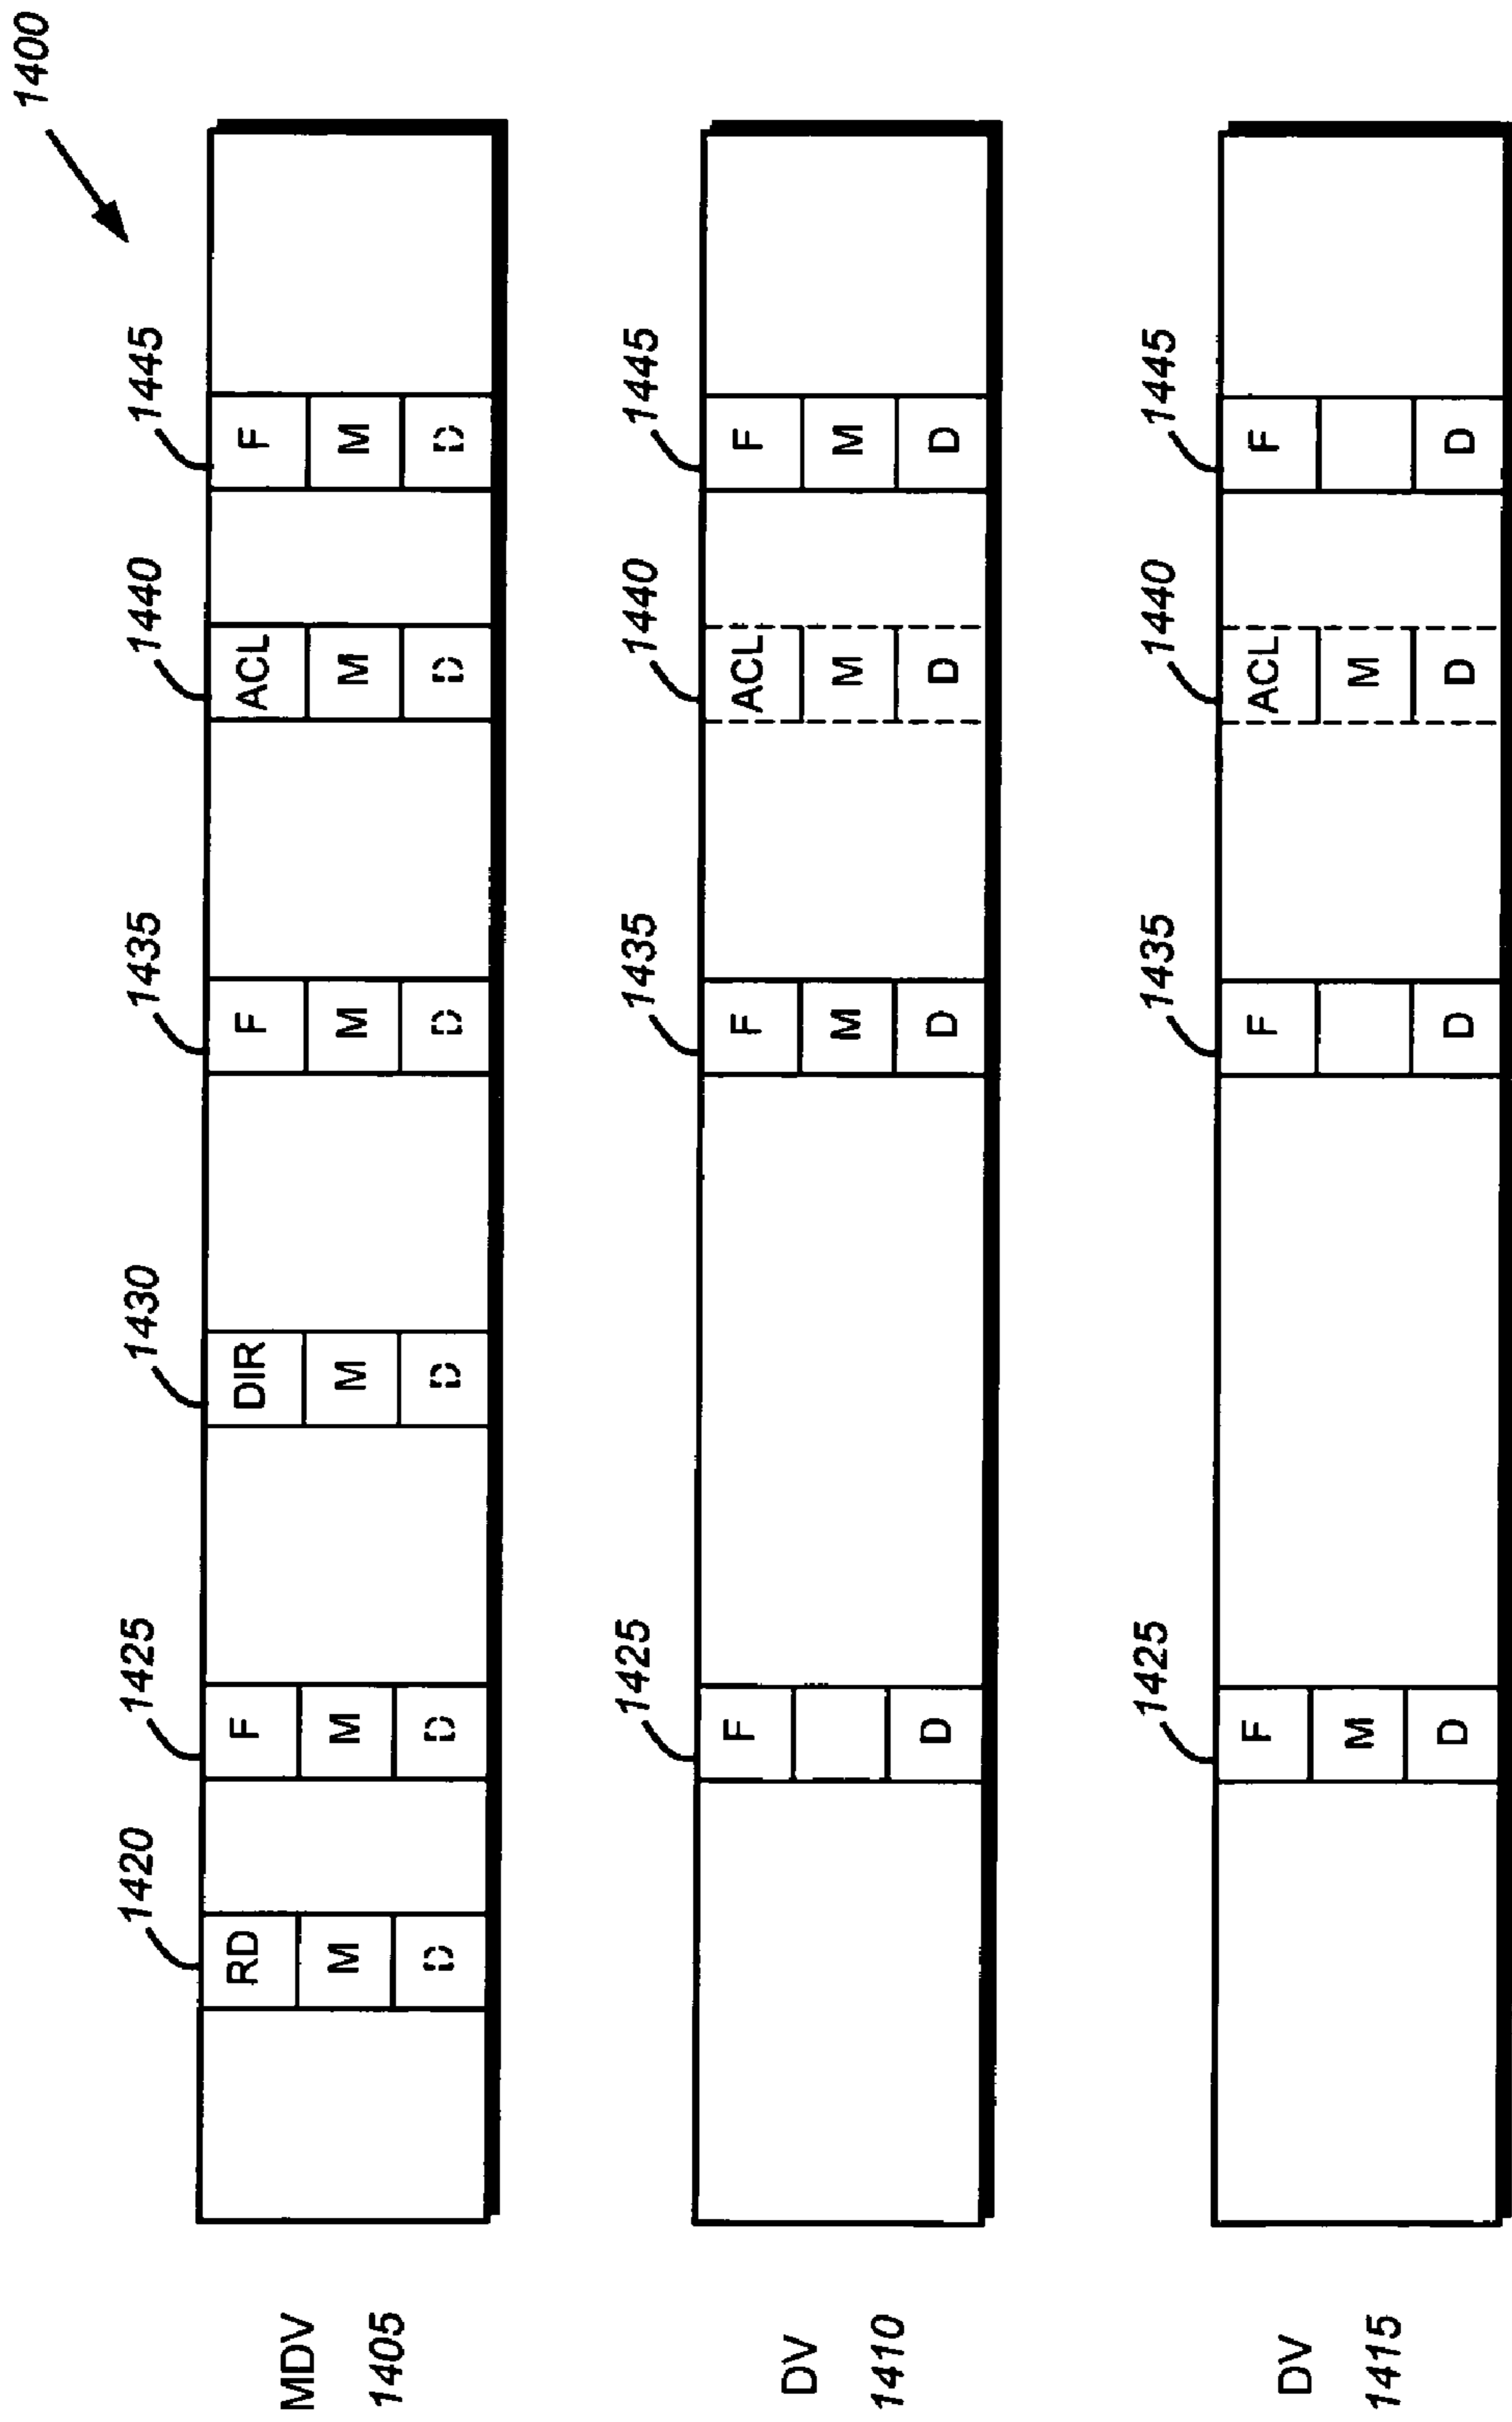 1400
1420 1425 1430 1435 1440 1445
RD F DIR F ACL F
MDV M M M M M M
1405 D D D D D D
1425 1435 1440 1445
F F ACL F
DV M M M
1410 D D D D
1425 1435 1440 1445
F F ACL F
DV M M
1415 D D D D